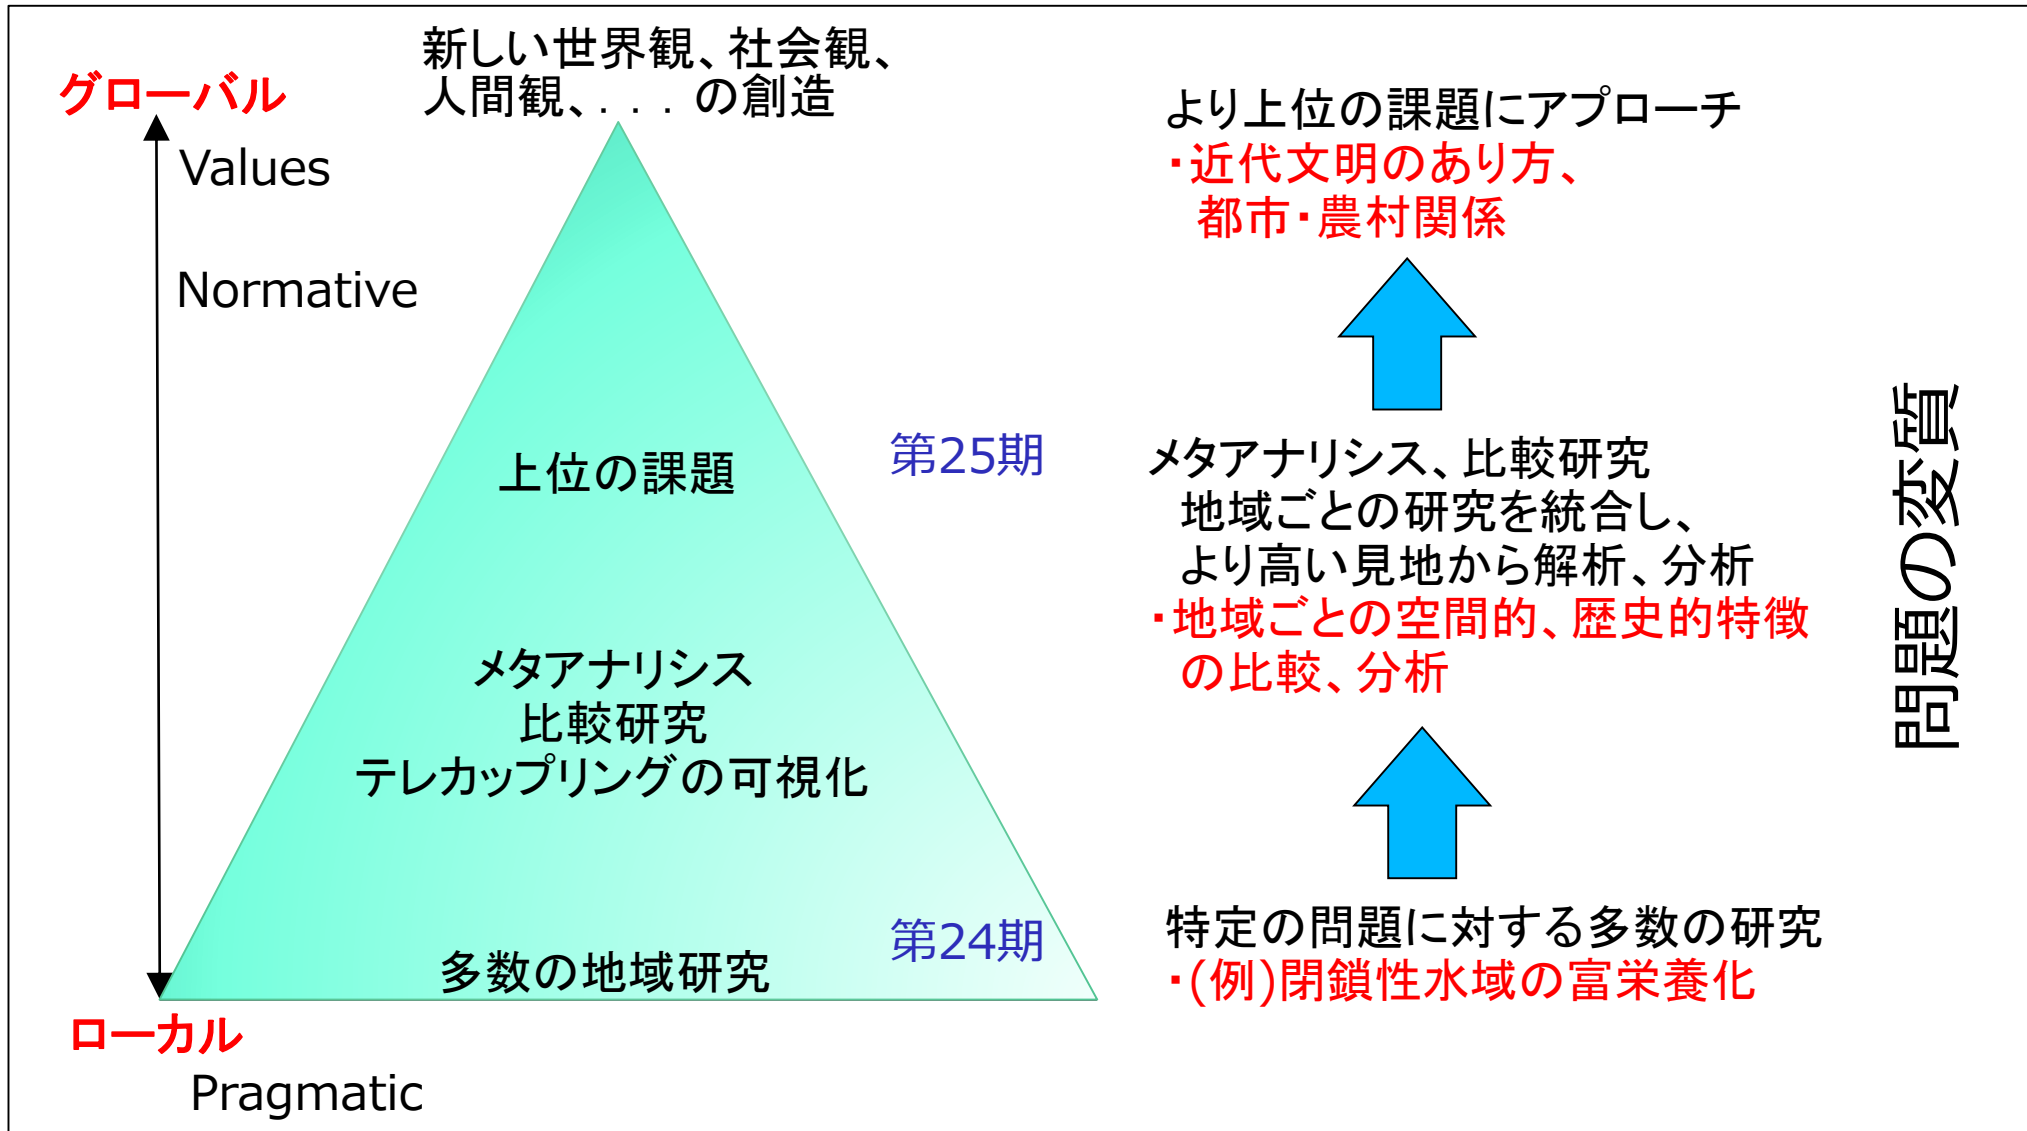 新しい世界観、社会観、
人間観、. . . の創造
グローバル
Values
Normative
上位の課題
第25期
メタアナリシス
比較研究
テレカップリングの可視化
第24期
多数の地域研究
ローカル
Pragmatic
より上位の課題にアプローチ
・近代文明のあり方、
都市・農村関係
メタアナリシス、比較研究
地域ごとの研究を統合し、
より高い見地から解析、分析
・地域ごとの空間的、歴史的特徴
の比較、分析
特定の問題に対する多数の研究
・(例)閉鎖性水域の富栄養化
問題の変質